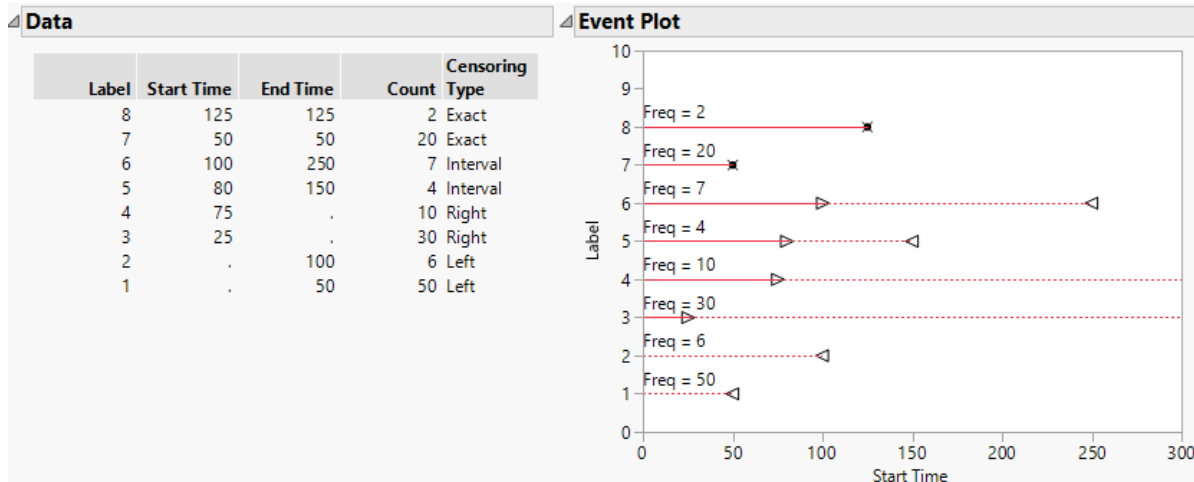 Data
Censoring
Label Start Time End Time Count Type
8 125 125 2 Exact
7 50 50 20 Exact
6 100 250 7 Interval
5 80 150 4 Interval
4 75 . 10 Right
3 25 . 30 Right
2 . 100 6 Left
1 . 50 50 Left
Event Plot
10
9
Freq = 2
8
Freq = 20
7
Freq = 7
6
Freq = 4
5
Freq = 10
4
Freq = 30
3
Freq = 6
2
Freq = 50
1
0
Label
0 50 100 150 200 250 300
Start Time